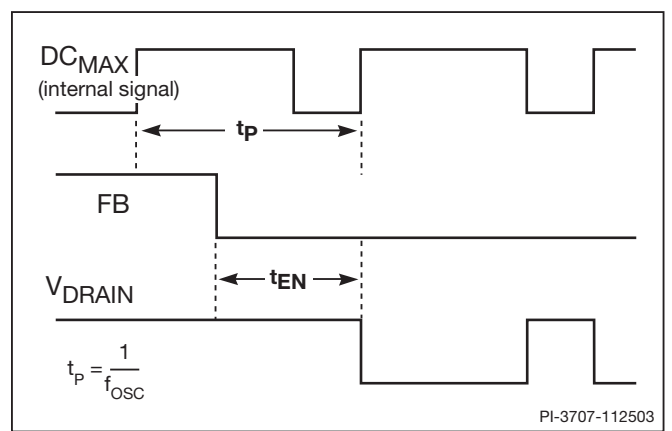 DCMAX
(internal signal)
tP
FB
tEN
VDRAIN
tP = 1/fOSC
PI-3707-112503